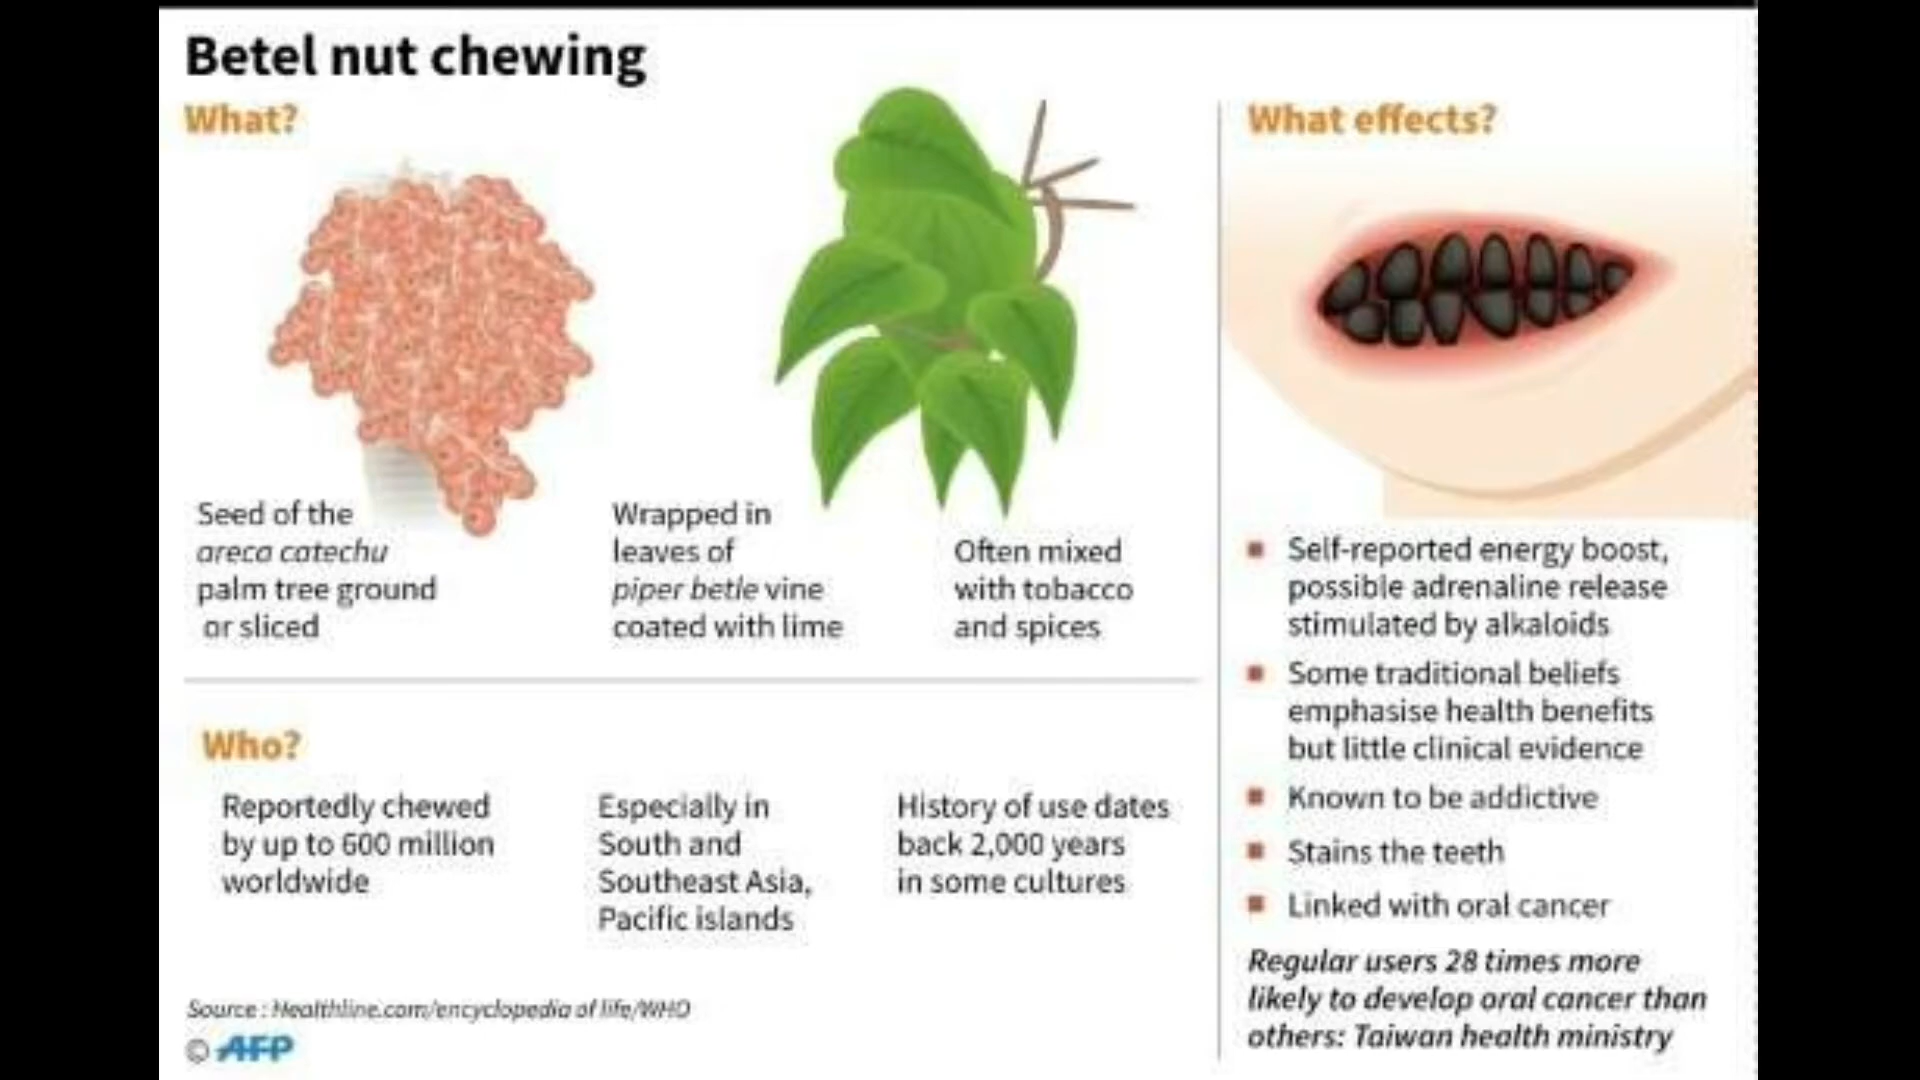 Betel nut chewing
What?
Seed of the
areca catechu
palm tree ground
or sliced
Wrapped in
leaves of
piper betle vine
coated with lime
Often mixed
with tobacco
and spices
Who?
Reportedly chewed
by up to 600 million
worldwide
Especially in
South and
Southeast Asia,
Pacific islands
History of use dates
back 2,000 years
in some cultures
Source : Healthline.com/encyclopedia of life/WHO
© AFP
What effects?
Self-reported energy boost,
possible adrenaline release
stimulated by alkaloids
Some traditional beliefs
emphasise health benefits
but little clinical evidence
Known to be addictive
Stains the teeth
Linked with oral cancer
Regular users 28 times more
likely to develop oral cancer than
others: Taiwan health ministry